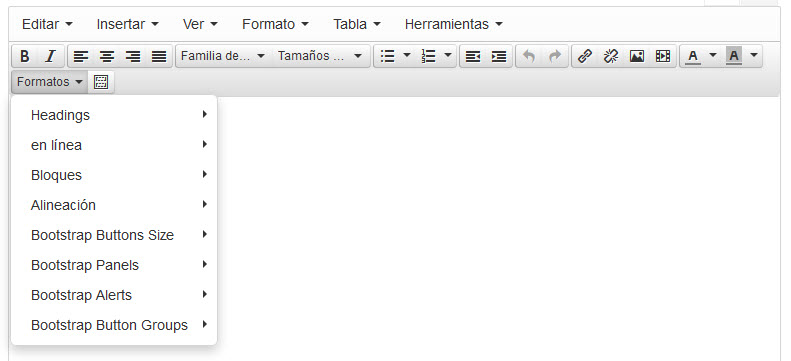 Editar Insertar Ver Formato Tabla Herramientas
B I Familia de... Tamaños ... A A
Formatos
Headings
en línea
Bloques
Alineación
Bootstrap Buttons Size
Bootstrap Panels
Bootstrap Alerts
Bootstrap Button Groups